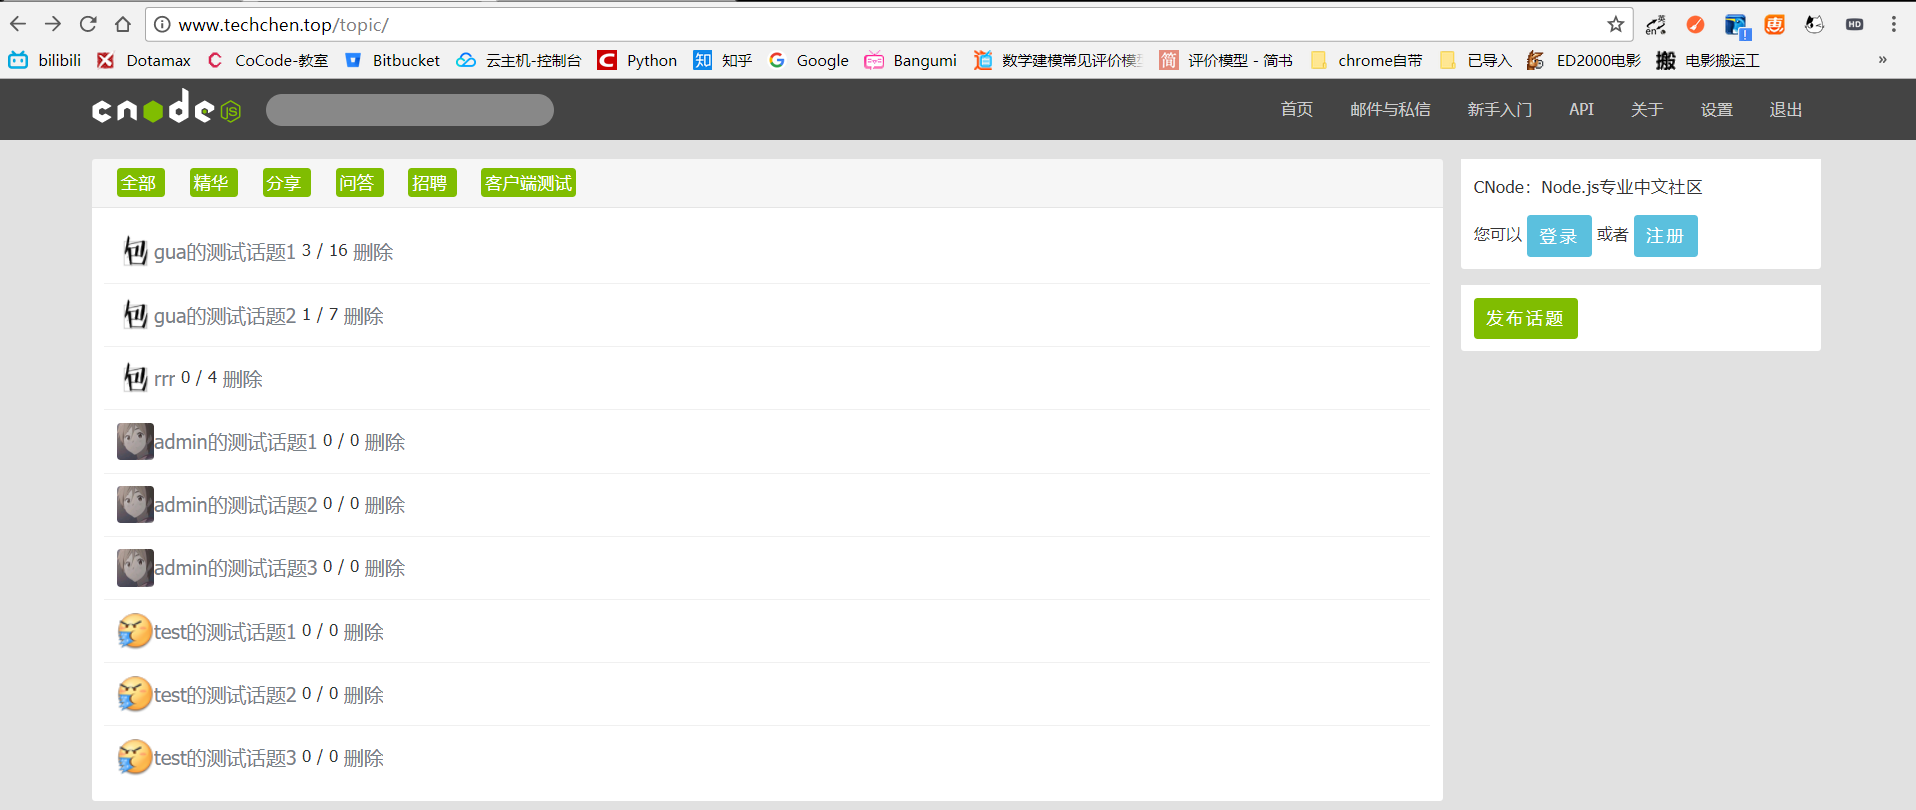 www.techchen.top/topic/
bilibili Dotamax CoCode-教室 Bitbucket 云主机-控制台 Python 知乎 Google Bangumi 数学建模常见评价模型 评价模型 - 简书 chrome自带 已导入 ED2000电影 电影搬运工 »
cnode JS 首页 邮件与私信 新手入门 API 关于 设置 退出
全部 精华 分享 问答 招聘 客户端测试
gua的测试话题1 3 / 16 删除
gua的测试话题2 1 / 7 删除
rrr 0 / 4 删除
admin的测试话题1 0 / 0 删除
admin的测试话题2 0 / 0 删除
admin的测试话题3 0 / 0 删除
test的测试话题1 0 / 0 删除
test的测试话题2 0 / 0 删除
test的测试话题3 0 / 0 删除
CNode：Node.js专业中文社区
您可以 登录 或者 注册
发布话题